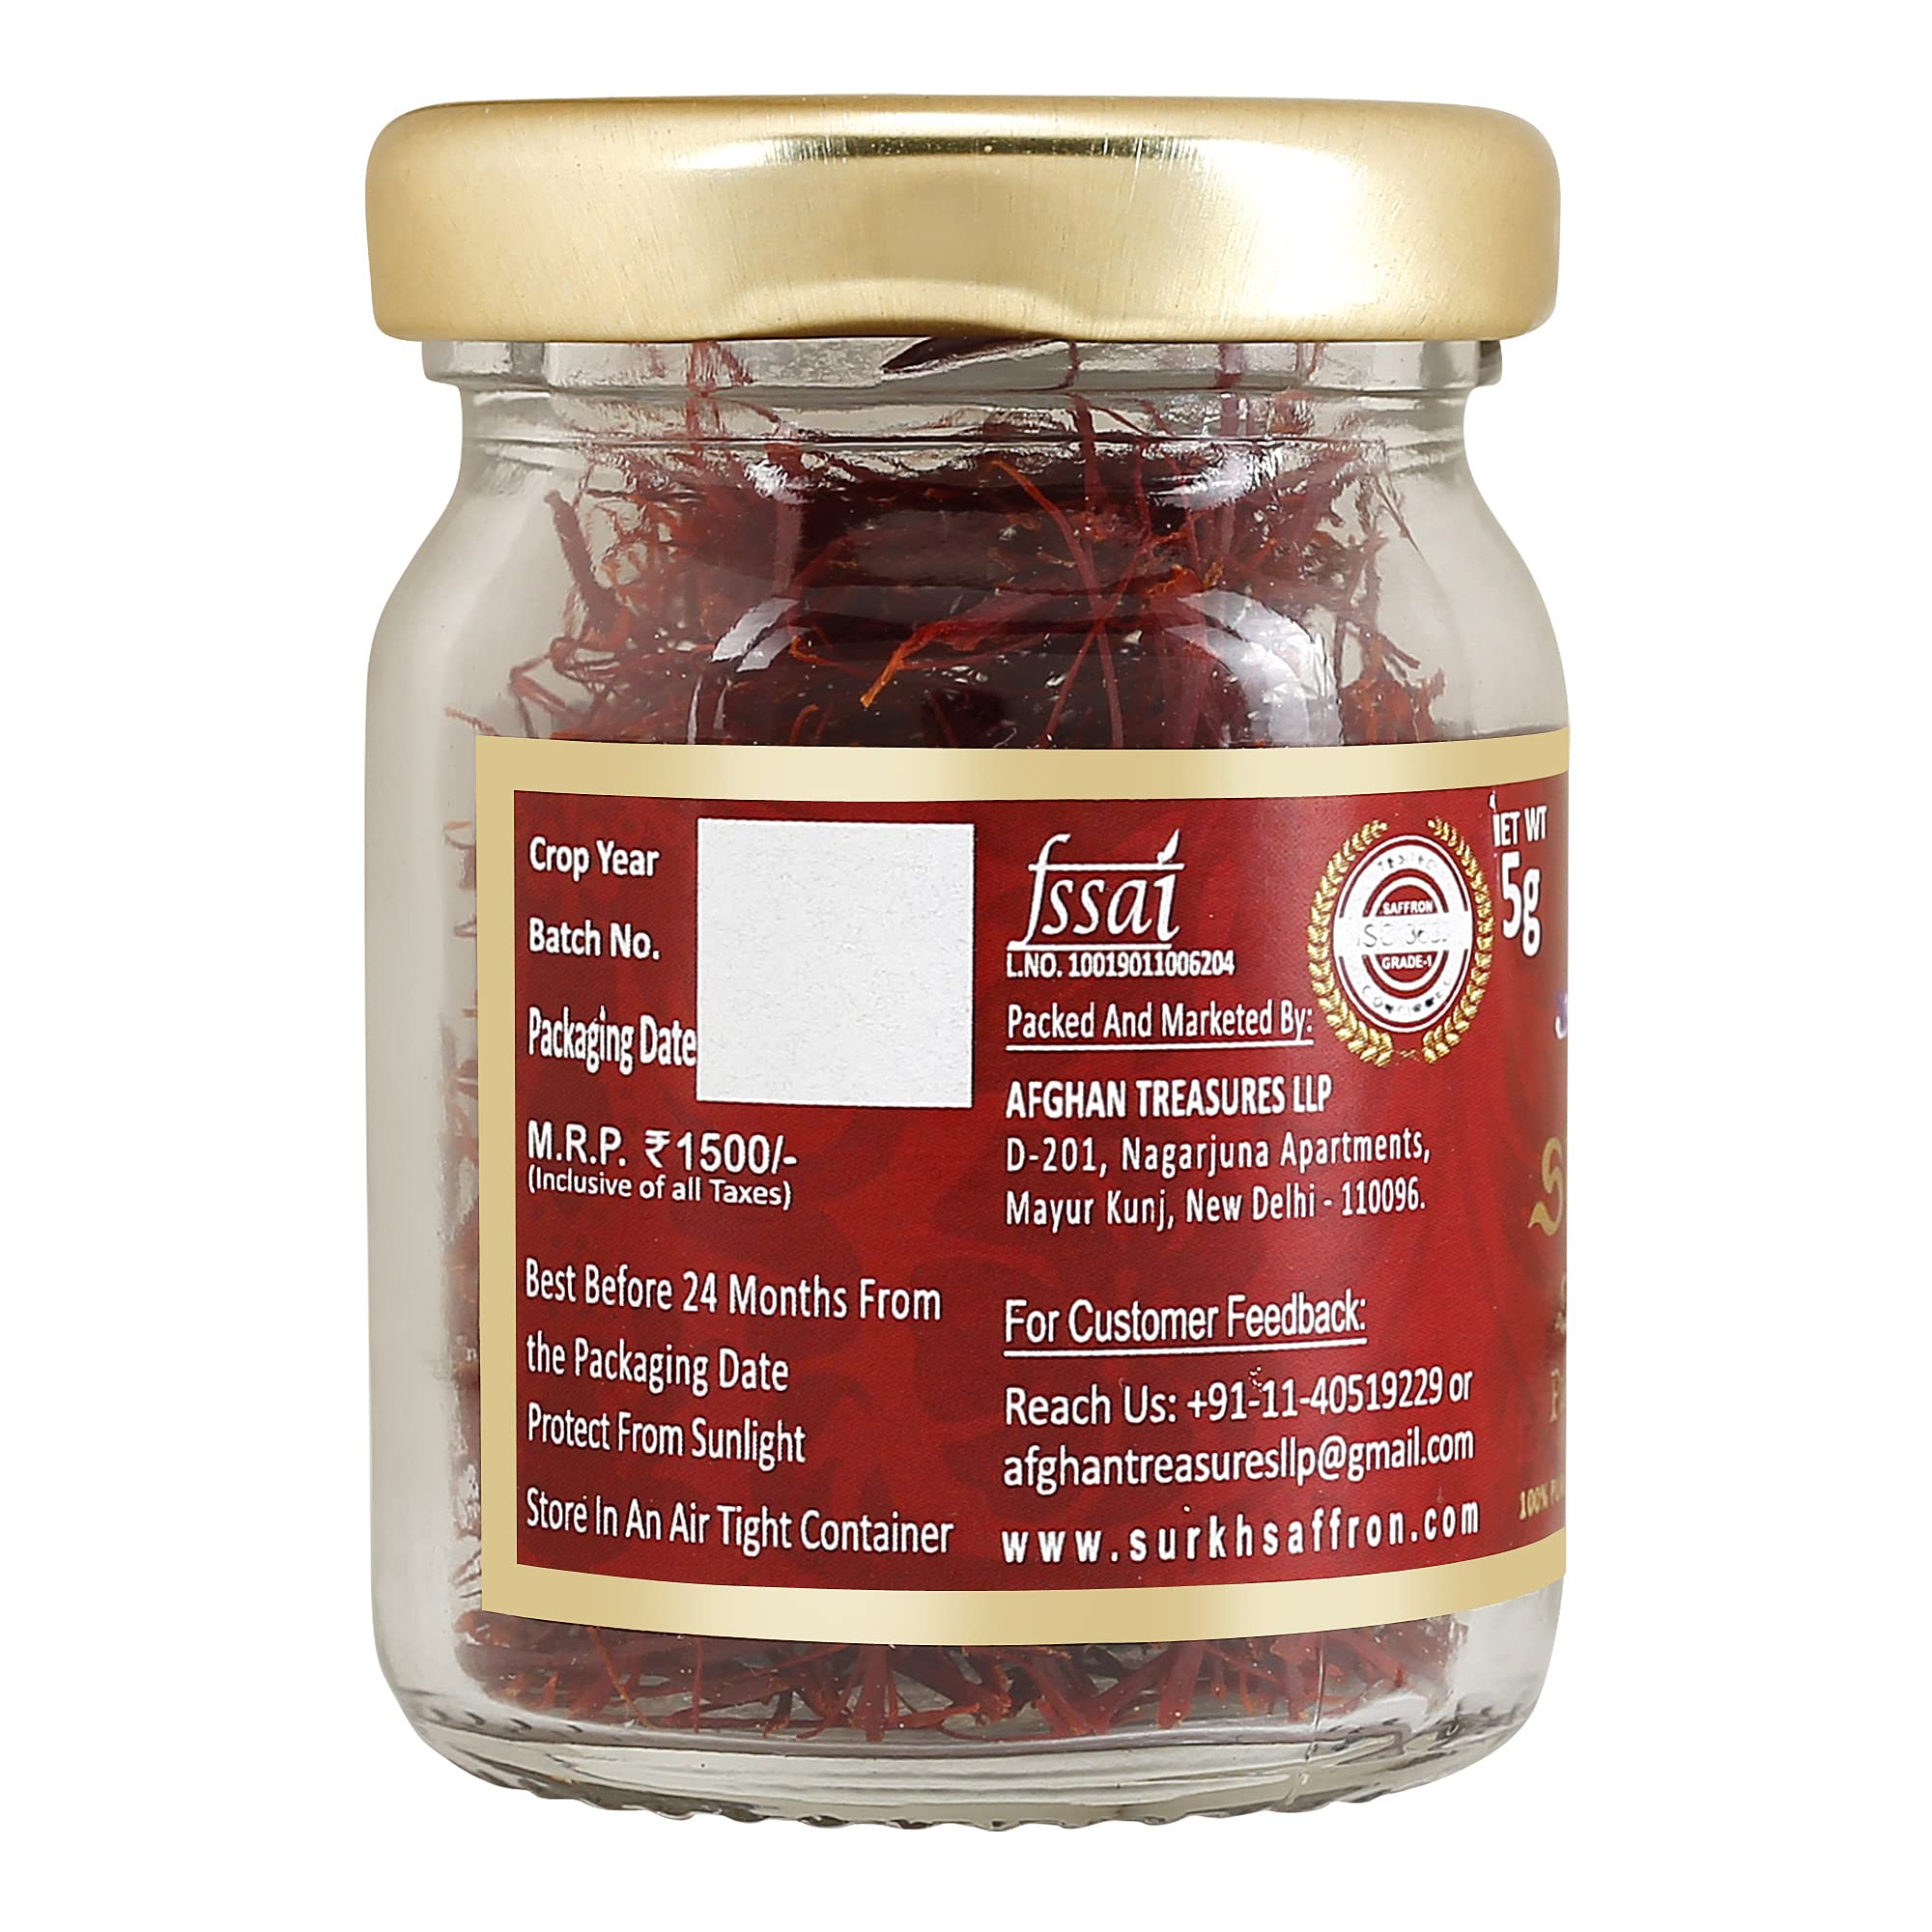 Crop Year
Batch No.
Packaging Date
M.R.P. ₹1500/-
(Inclusive of all Taxes)
Best Before 24 Months From
the Packaging Date
Protect From Sunlight
Store In An Air Tight Container
fssai
L.NO. 10019011006204
Packed And Marketed By:
AFGHAN TREASURES LLP
D-201, Nagarjuna Apartments,
Mayur Kunj, New Delhi - 110096.
For Customer Feedback:
Reach Us: +91-11-40519229 or
afghantreasuresllp@gmail.com
www.surkhsaffron.com
SAFFRON
GRADE-1
WT
5g
100%